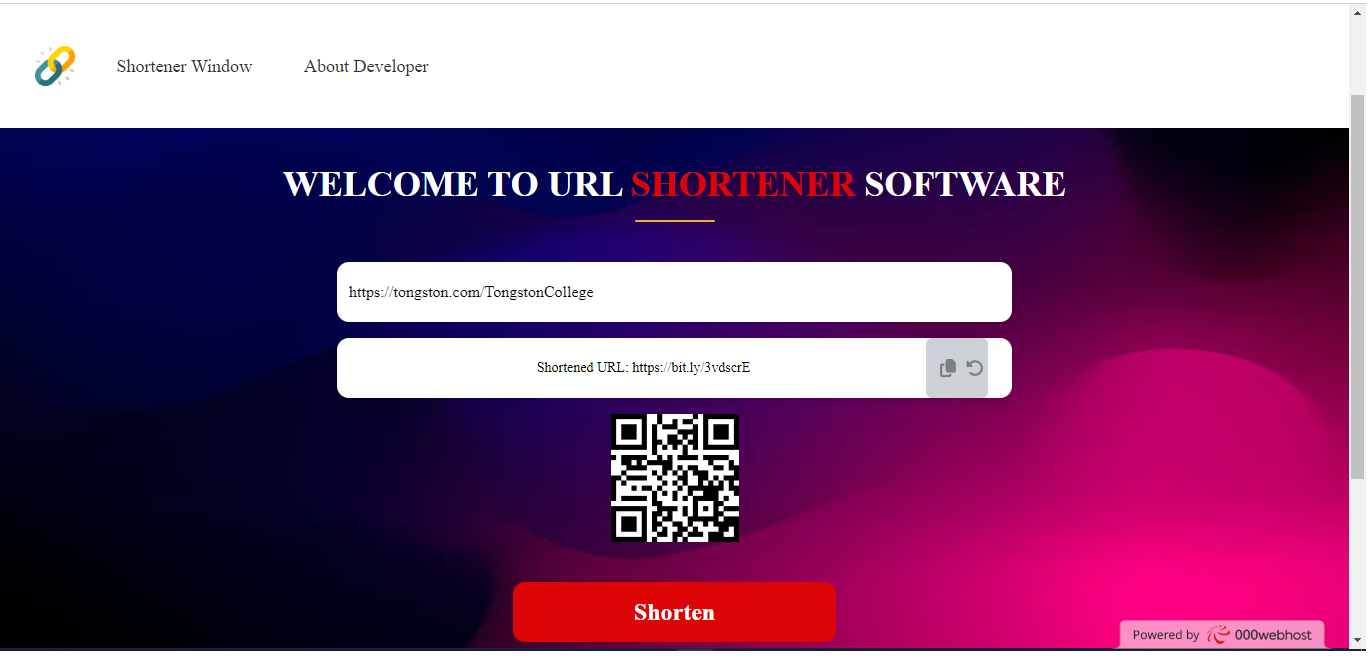 Shortener Window
About Developer
WELCOME TO URL SHORTENER SOFTWARE
https://tongston.com/TongstonCollege
Shortened URL: https://bit.ly/3vdscrE
Shorten
Powered by 000webhost